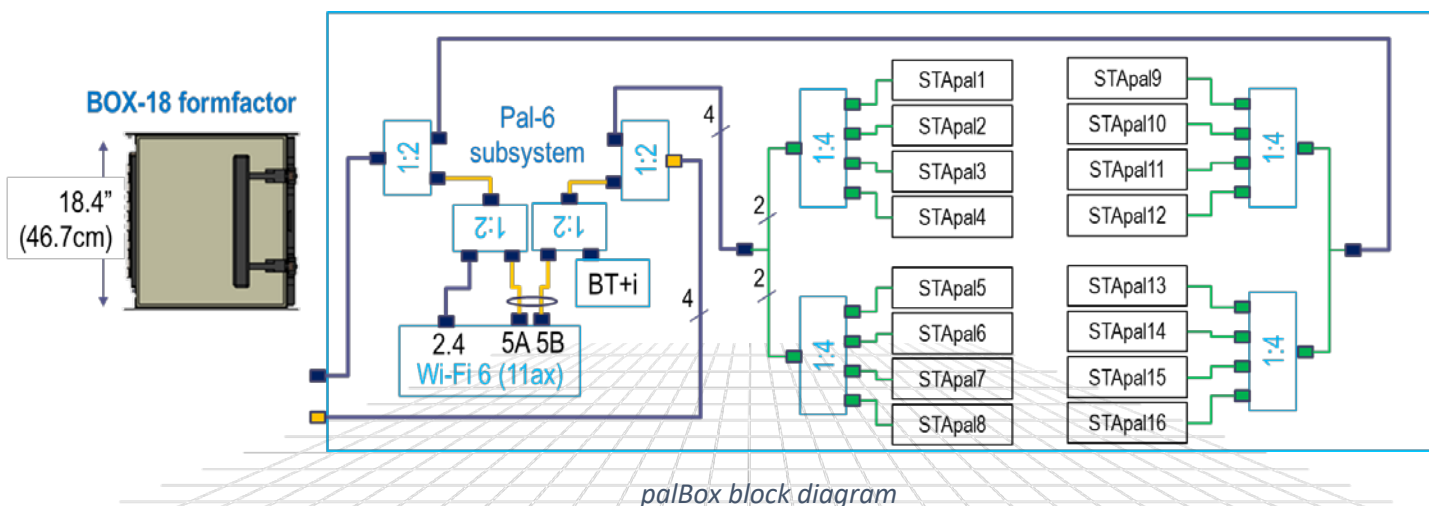 BOX-18 formfactor
18.4”
(46.7cm)
1:2
Pal-6
subsystem
1:2
1:2
1:2
BT+i
2.4
5A
5B
Wi-Fi 6 (11ax)
4
4
2
2
1:4
STApal1
STApal2
STApal3
STApal4
1:4
STApal5
STApal6
STApal7
STApal8
STApal9
STApal10
STApal11
STApal12
1:4
STApal13
STApal14
STApal15
STApal16
1:4
palBox block diagram